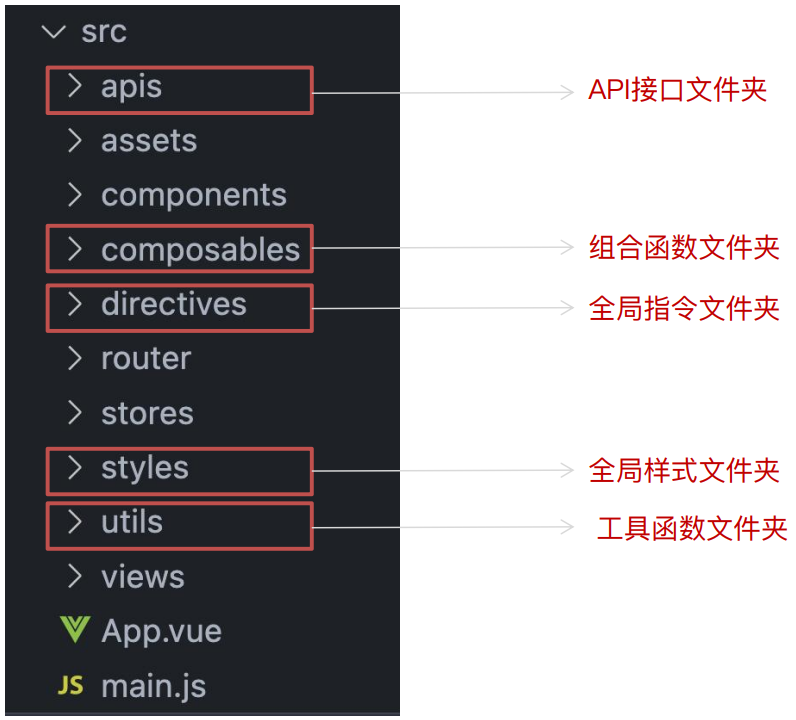 src
apis
API接口文件夹
assets
components
composables
组合函数文件夹
directives
全局指令文件夹
router
stores
styles
全局样式文件夹
utils
工具函数文件夹
views
App.vue
JS main.js